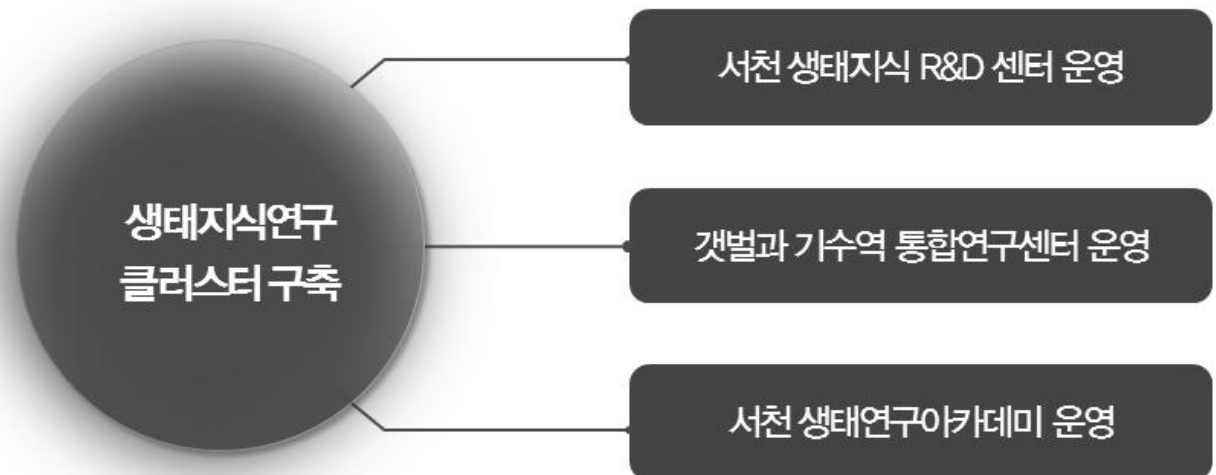 생태지식연구
클러스터 구축
서천 생태지식 R&D 센터 운영
갯벌과 기수역 통합연구센터 운영
서천 생태연구아카데미 운영